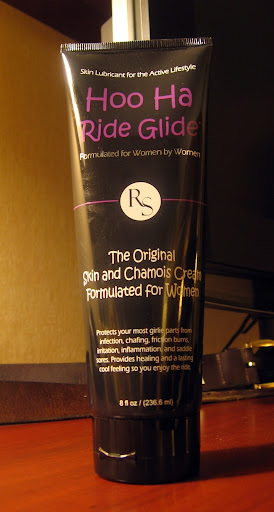 Skin Lubricant for the Active Lifestyle
Hoo Ha
Ride Glide™
Formulated for Women by Women
RS
The Original
Skin and Chamois Cream
Formulated for Women
Protects your most girlie parts from
infection, chafing, friction burns,
irritation, inflammation, and saddle
sores. Provides healing and a lasting
cool feeling so you enjoy the ride.
8 fl oz / (236.6 ml)